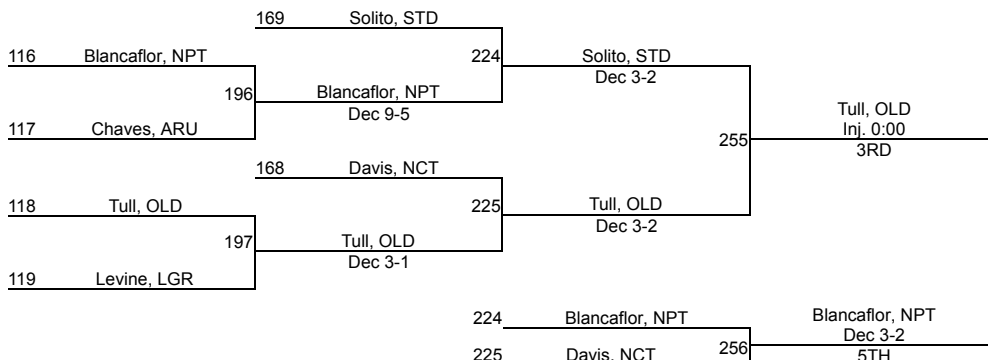 169 Solito, STD
116 Blancaflor, NPT 224 Solito, STD
Dec 3-2
196 Blancaflor, NPT
Dec 9-5
117 Chaves, ARU
Tull, OLD
Inj. 0:00
255
3RD
168 Davis, NCT
118 Tull, OLD 225 Tull, OLD
Dec 3-2
197 Tull, OLD
Dec 3-1
119 Levine, LGR
224 Blancaflor, NPT Blancaflor, NPT
Dec 3-2
225 Davis, NCT 256 5TH